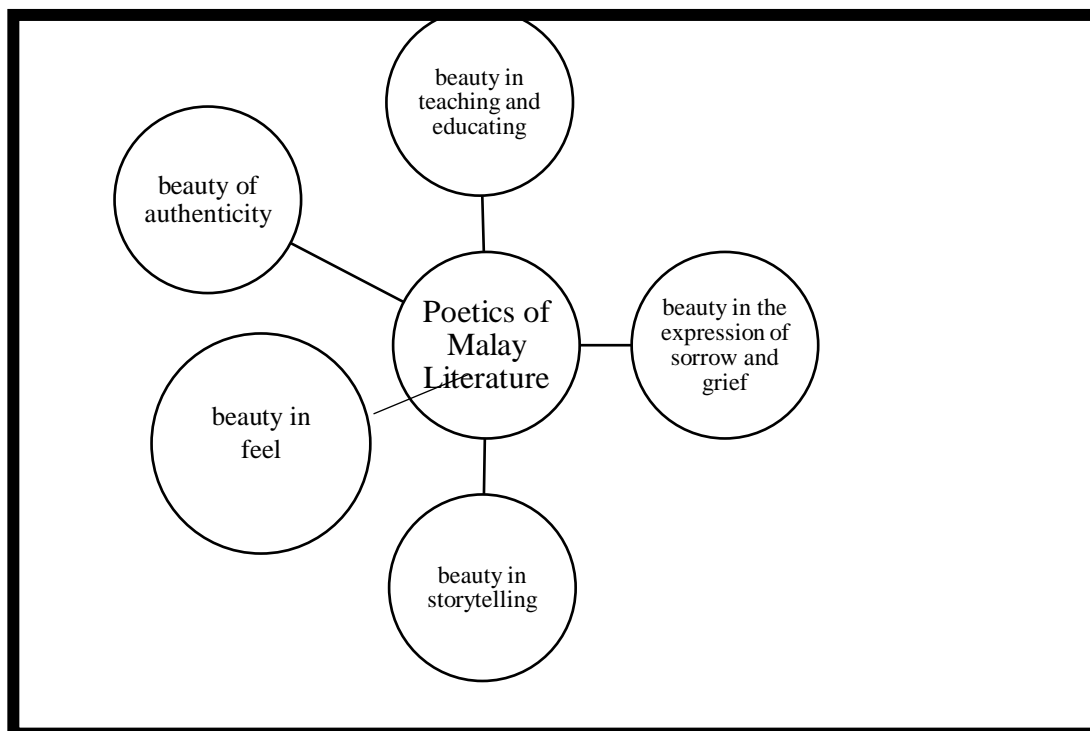 beauty in
teaching and
educating
beauty of
authenticity
Poetics of
Malay
Literature
beauty in the
expression of
sorrow and
grief
beauty in
feel
beauty in
storytelling